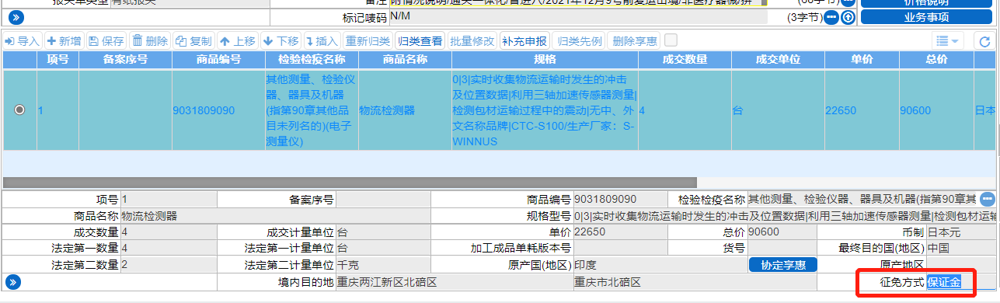 报关单类型 有纸报关 备注 附情况说明/通关一体化/暂进六/2021年12月9号前复运出境/非医疗器械/拼 (66字节) 价格说明
标记唛码 N/M (3字节) 业务事项
导入 新增 保存 删除 复制 上移 下移 插入 重新归类 归类查看 批量修改 补充申报 归类先例 删除享惠
项号 备案序号 商品编号 检验检疫名称 商品名称 规格 成交数量 成交单位 单价 总价
其他测量、检验仪 0|3|实时收集物流运输时发生的冲击
器、器具及机器 及位置数据|利用三轴加速传感器测量|
1 9031809090 (指第90章其他品 物流检测器 检测包材运输过程中的震动|无中、外 4 台 22650 90600 日本
目未列名的)(电子 文名称品牌|CTC-S100/生产厂家：S-
测量仪) WINNUS
项号 1 备案序号 商品编号 9031809090 检验检疫名称 其他测量、检验仪器、器具及机器(指第90章其
商品名称 物流检测器 规格型号 0|3|实时收集物流运输时发生的冲击及位置数据|利用三轴加速传感器测量|检测包材运输
成交数量 4 成交计量单位 台 单价 22650 总价 90600 币制 日本元
法定第一数量 4 法定第一计量单位 台 加工成品单耗版本号 货号 最终目的国(地区) 中国
法定第二数量 2 法定第二计量单位 千克 原产国(地区) 印度 协定享惠 原产地区
境内目的地 重庆两江新区北碚区 重庆市北碚区 征免方式 保证金